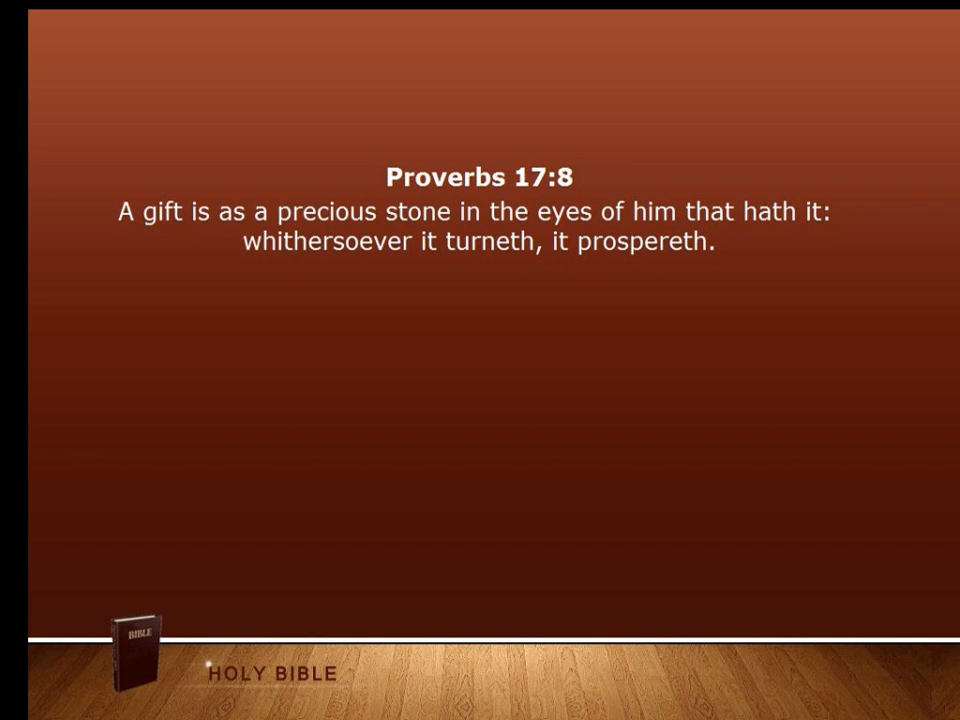 Proverbs 17:8
A gift is as a precious stone in the eyes of him that hath it:
whithersoever it turneth, it prospereth.
BIBLE
HOLY BIBLE